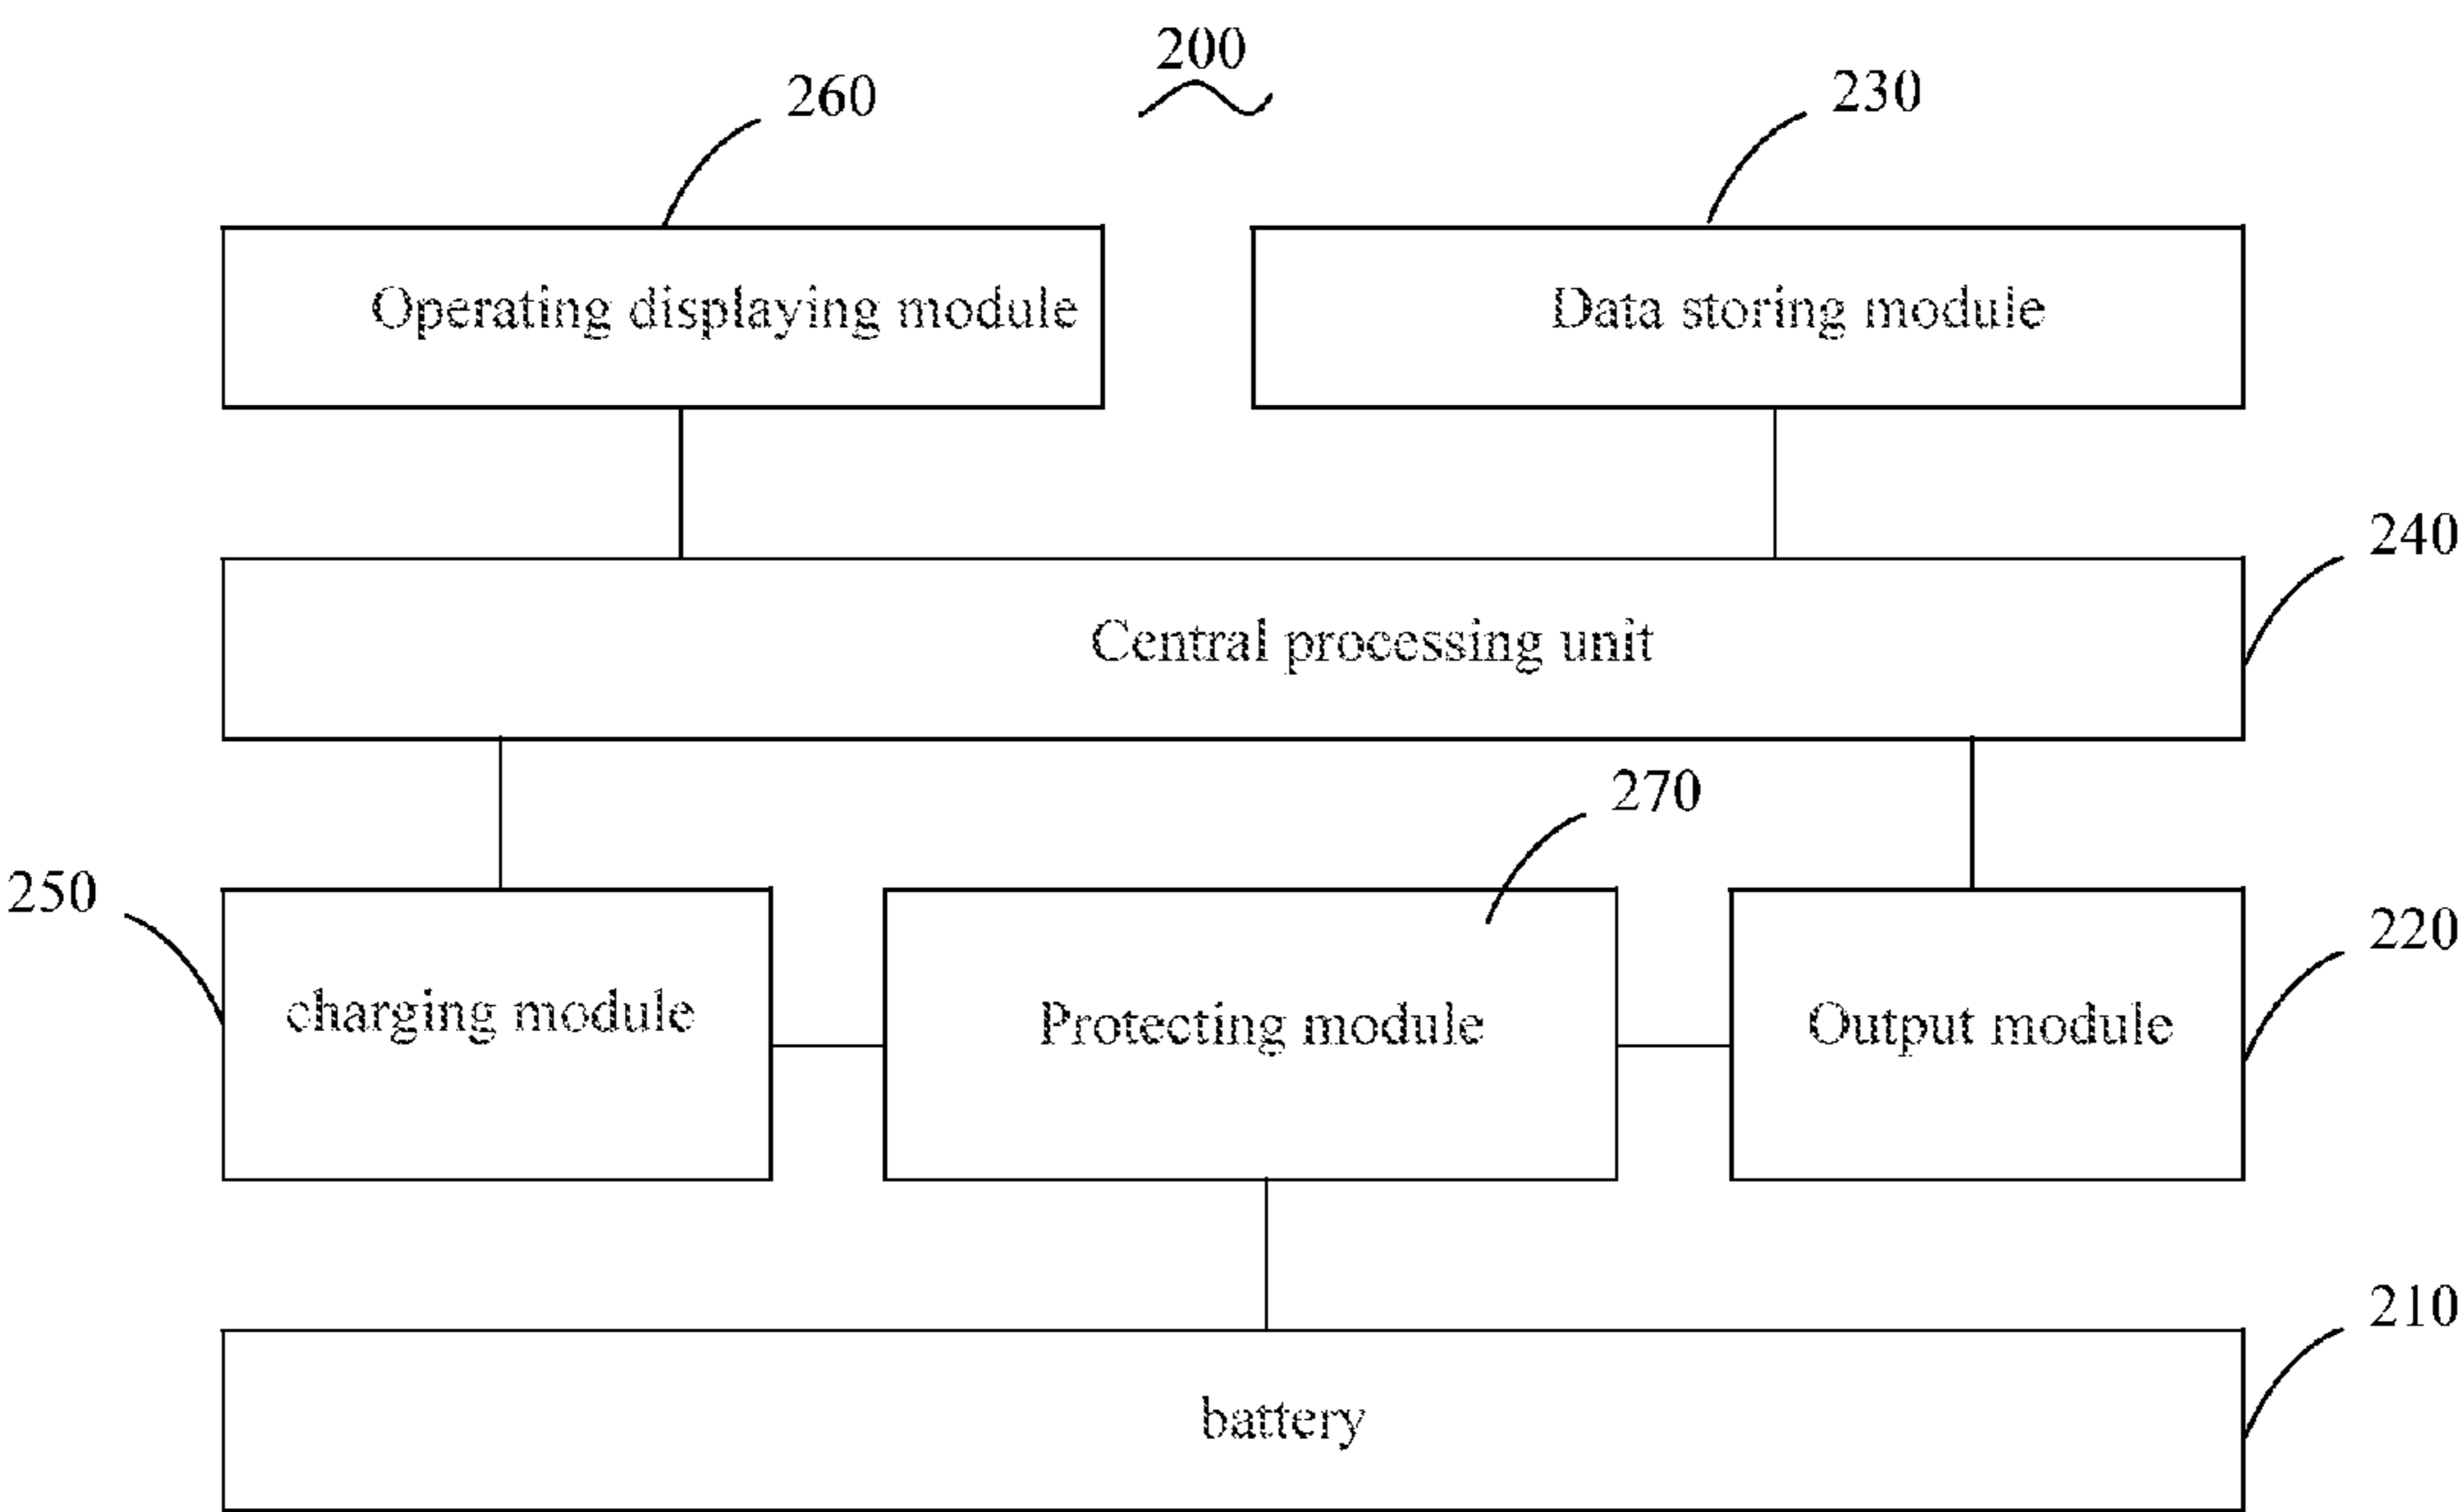 200
260
230
Operating displaying module
Data storing module
240
Central processing unit
270
250
220
charging module
Protecting module
Output module
210
battery